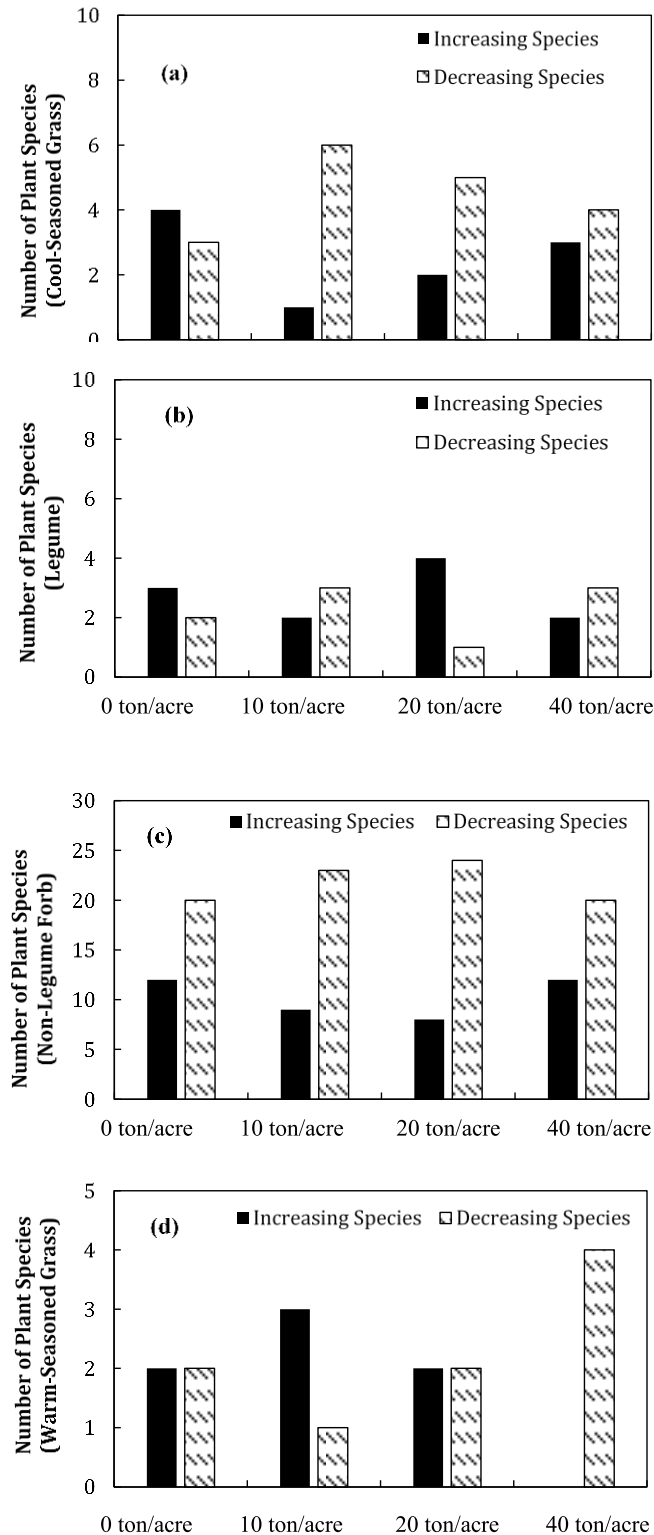 10
8
6
4
2
0
Number of Plant Species
(Cool-Seasoned Grass)
(a)
Increasing Species
Decreasing Species
10
8
6
4
2
0
Number of Plant Species
(Legume)
(b)
Increasing Species
Decreasing Species
0 ton/acre 10 ton/acre 20 ton/acre 40 ton/acre
30
25
20
15
10
5
0
Number of Plant Species
(Non-Legume Forb)
(c)
Increasing Species Decreasing Species
0 ton/acre 10 ton/acre 20 ton/acre 40 ton/acre
5
4
3
2
1
0
Number of Plant Species
(Warm-Seasoned Grass)
(d)
Increasing Species Decreasing Species
0 ton/acre 10 ton/acre 20 ton/acre 40 ton/acre